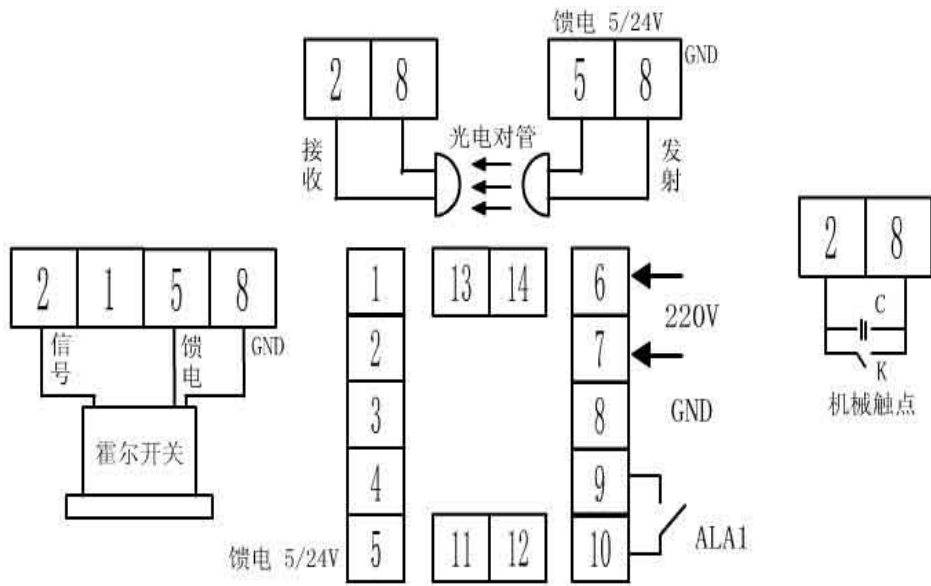 馈电 5/24V
2 8
5 8
GND
接收
光电对管
发射
2 1 5 8
信号
馈电
GND
霍尔开关
1
2
3
4
5
馈电 5/24V
13 14
11 12
6
7
8
9
10
220V
GND
ALA1
2 8
C
K
机械触点